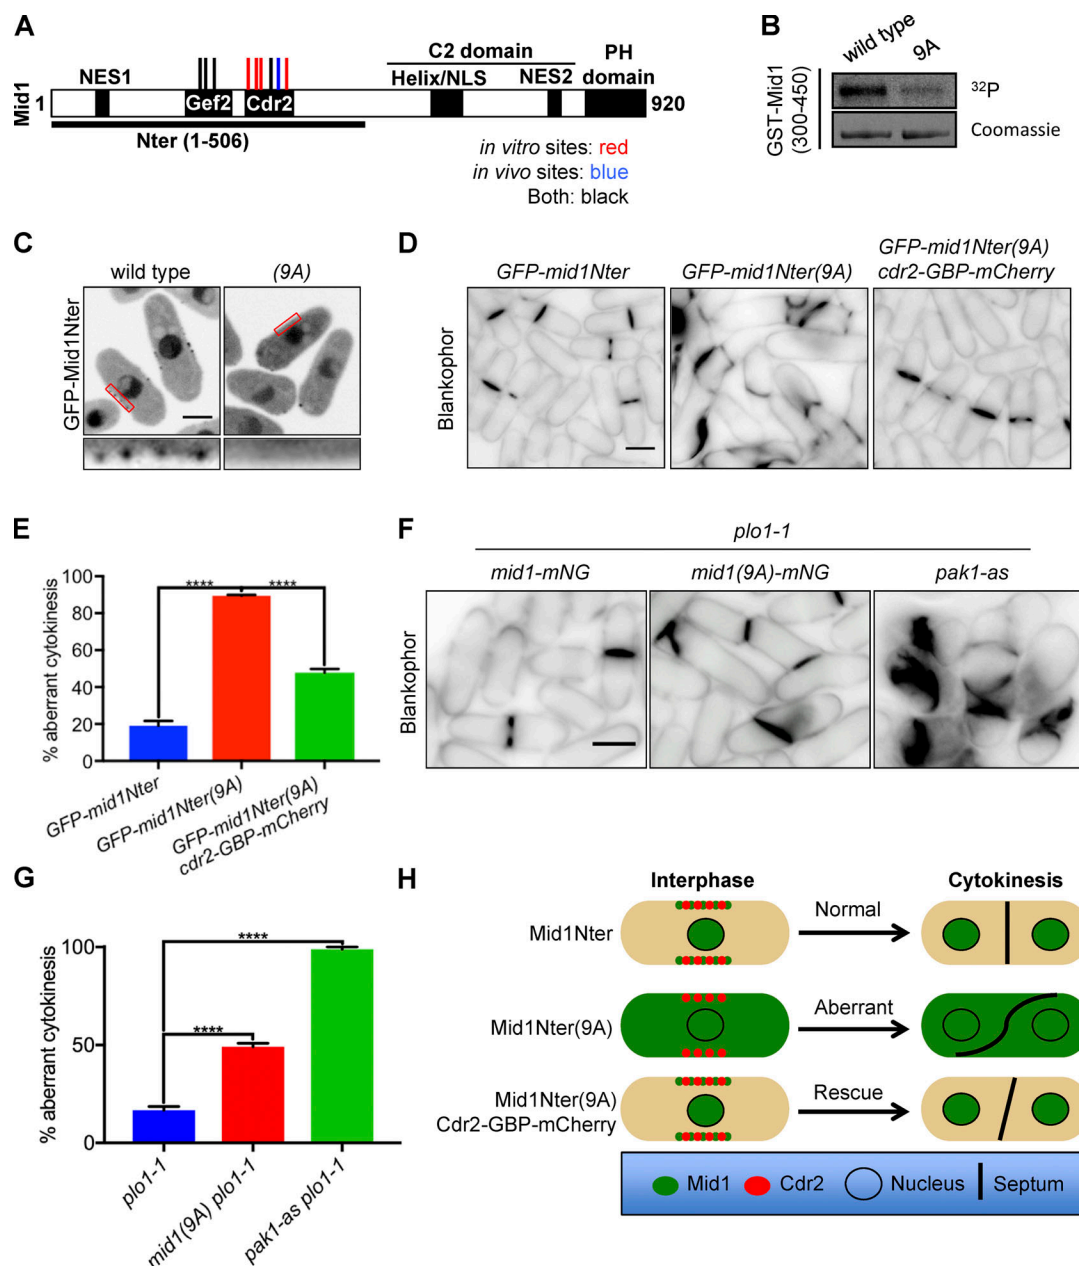 A
C2 domain
PH
domain
NES1
Helix/NLS
NES2
Mid1
1
Gef2
Cdr2
920
Nter (1-506)
in vitro sites: red
in vivo sites: blue
Both: black
B
wild type
9A
GST-Mid1
(300-450)
32P
Coomassie
C
wild type
(9A)
GFP-Mid1Nter
D
GFP-mid1Nter
GFP-mid1Nter(9A)
GFP-mid1Nter(9A)
cdr2-GBP-mCherry
Blankophor
E
% aberrant cytokinesis
100
80
60
40
20
0
****
****
GFP-mid1Nter
GFP-mid1Nter(9A)
GFP-mid1Nter(9A)
cdr2-GBP-mCherry
F
plo1-1
mid1-mNG
mid1(9A)-mNG
pak1-as
Blankophor
G
% aberrant cytokinesis
100
50
0
****
****
plo1-1
mid1(9A) plo1-1
pak1-as plo1-1
H
Interphase
Cytokinesis
Mid1Nter
Normal
Mid1Nter(9A)
Aberrant
Mid1Nter(9A)
Cdr2-GBP-mCherry
Rescue
Mid1
Cdr2
Nucleus
Septum